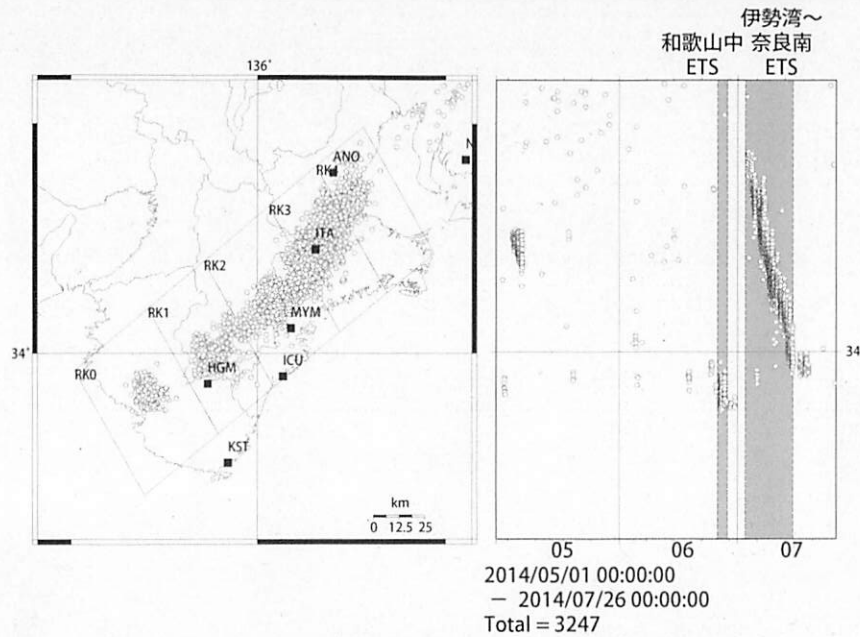 伊勢湾～
和歌山中 奈良南
ETS ETS
136°
N
ANO
RK4
RK3
ITA
RK2
RK1
MYM
34°
34
HGM
ICU
RK0
KST
km
0 12.5 25
05 06 07
2014/05/01 00:00:00
― 2014/07/26 00:00:00
Total = 3247